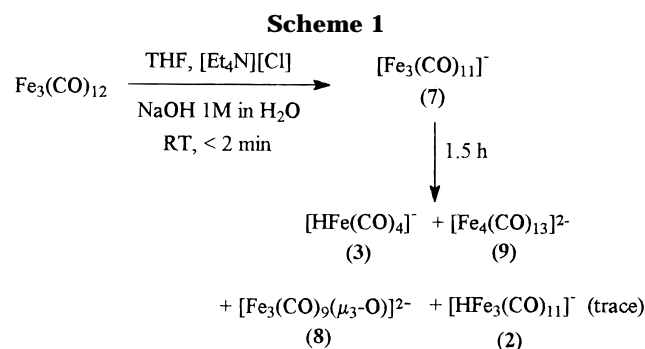 Scheme 1
THF, [Et₄N][Cl]
Fe₃(CO)₁₂
[Fe₃(CO)₁₁]⁻
NaOH 1M in H₂O
(7)
RT, < 2 min
1.5 h
[HFe(CO)₄]⁻ + [Fe₄(CO)₁₃]²⁻
(3) (9)
+ [Fe₃(CO)₉(μ₃-O)]²⁻ + [HFe₃(CO)₁₁]⁻ (trace)
(8) (2)